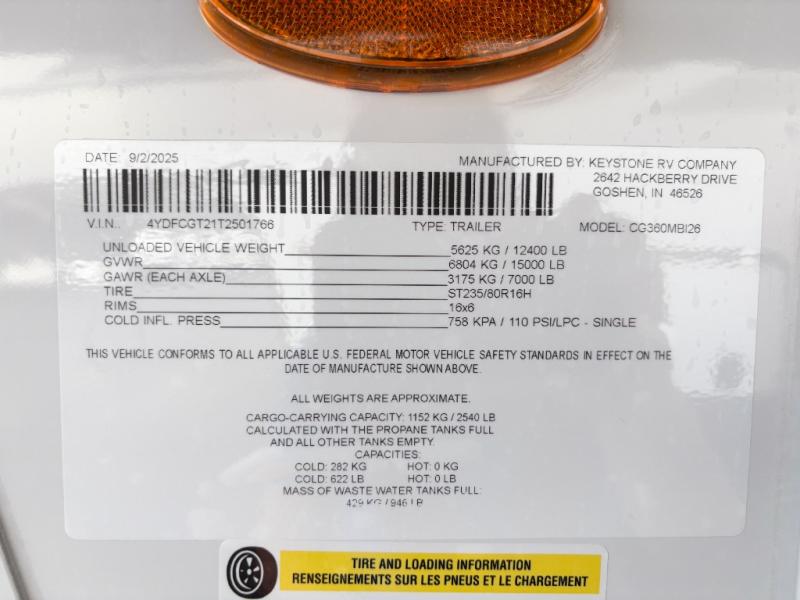 DATE: 9/2/2025
MANUFACTURED BY: KEYSTONE RV COMPANY
2642 HACKBERRY DRIVE
GOSHEN, IN 46526
V.I.N.. 4YDFCGT21T2501766 TYPE: TRAILER MODEL: CG360MBI26
UNLOADED VEHICLE WEIGHT 5625 KG / 12400 LB
GVWR 6804 KG / 15000 LB
GAWR (EACH AXLE) 3175 KG / 7000 LB
TIRE ST235/80R16H
RIMS 16x6
COLD INFL. PRESS 758 KPA / 110 PSI/LPC - SINGLE
THIS VEHICLE CONFORMS TO ALL APPLICABLE U.S. FEDERAL MOTOR VEHICLE SAFETY STANDARDS IN EFFECT ON THE
DATE OF MANUFACTURE SHOWN ABOVE.
ALL WEIGHTS ARE APPROXIMATE.
CARGO-CARRYING CAPACITY: 1152 KG / 2540 LB
CALCULATED WITH THE PROPANE TANKS FULL
AND ALL OTHER TANKS EMPTY.
CAPACITIES:
COLD: 282 KG HOT: 0 KG
COLD: 622 LB HOT: 0 LB
MASS OF WASTE WATER TANKS FULL:
429 KG / 946 LB
TIRE AND LOADING INFORMATION
RENSEIGNEMENTS SUR LES PNEUS ET LE CHARGEMENT